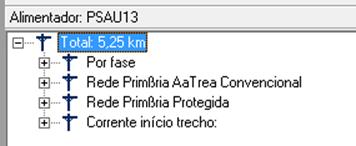 Alimentador: PSAU13
Total: 5,25 km
Por fase
Rede Primßria AaTrea Convencional
Rede Primßria Protegida
Corrente início trecho: